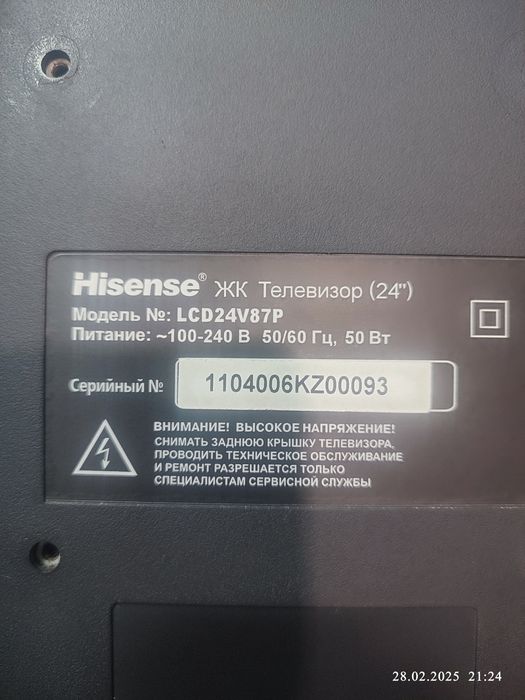 Hisense® ЖК Телевизор (24")
Модель №: LCD24V87P
Питание: ~100-240 В 50/60 Гц, 50 Вт
Серийный № 1104006KZ00093
ВНИМАНИЕ! ВЫСОКОЕ НАПРЯЖЕНИЕ!
СНИМАТЬ ЗАДНЮЮ КРЫШКУ ТЕЛЕВИЗОРА,
ПРОВОДИТЬ ТЕХНИЧЕСКОЕ ОБСЛУЖИВАНИЕ
И РЕМОНТ РАЗРЕШАЕТСЯ ТОЛЬКО
СПЕЦИАЛИСТАМ СЕРВИСНОЙ СЛУЖБЫ
28.02.2025 21:24